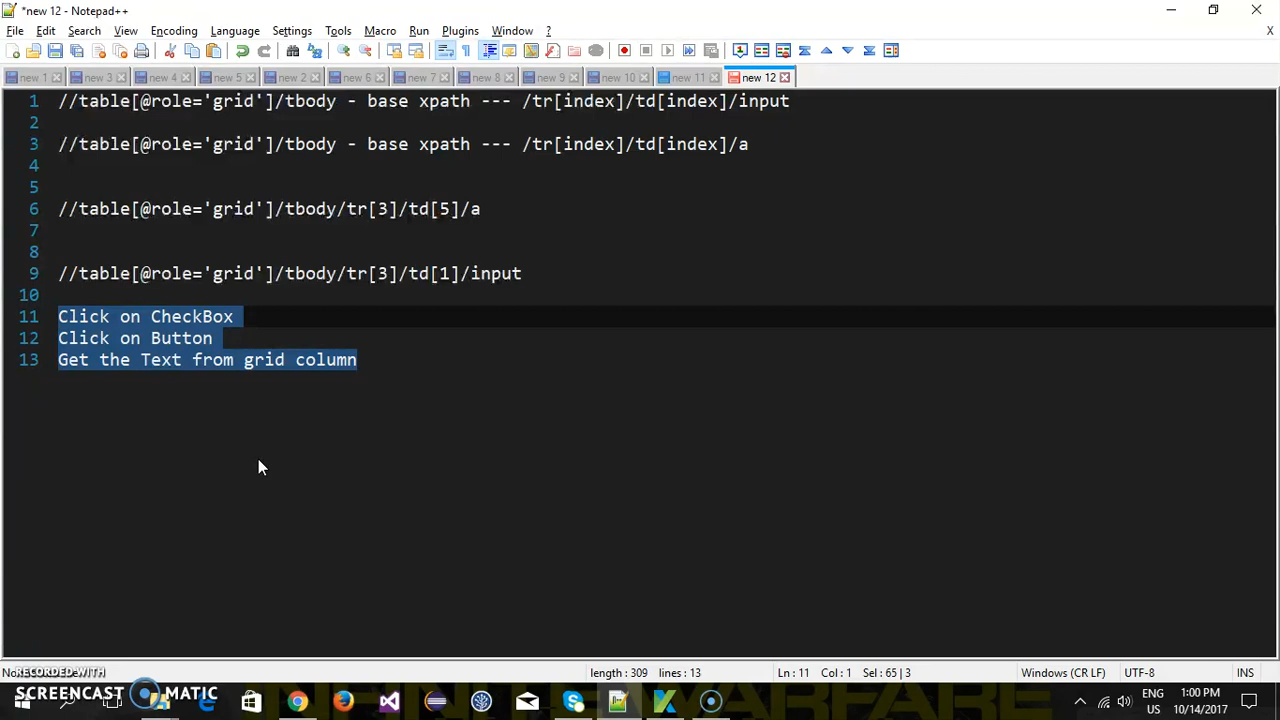 *new 12 - Notepad++
File Edit Search View Encoding Language Settings Tools Macro Run Plugins Window ? X
new 1 new 3 new 4 new 5 new 2 new 6 new 7 new 8 new 9 new 10 new 11 new 12
1 //table[@role='grid']/tbody - base xpath --- /tr[index]/td[index]/input
2
3 //table[@role='grid']/tbody - base xpath --- /tr[index]/td[index]/a
4
5
6 //table[@role='grid']/tbody/tr[3]/td[5]/a
7
8
9 //table[@role='grid']/tbody/tr[3]/td[1]/input
10
11 Click on CheckBox
12 Click on Button
13 Get the Text from grid column
length : 309 lines : 13 Ln : 11 Col : 1 Sel : 65 | 3 Windows (CR LF) UTF-8 INS
RECORDED WITH
SCREENCAST MATIC
ENG 1:00 PM
US 10/14/2017